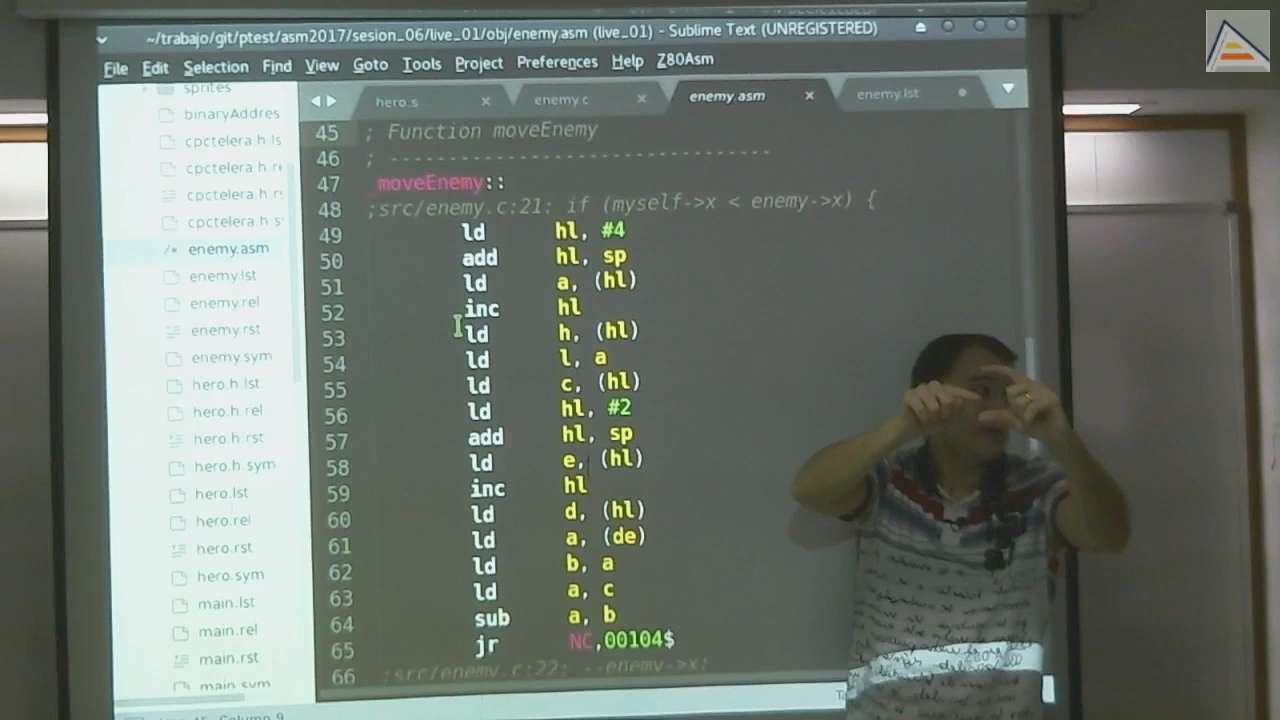 ~/trabajo/git/ptest/asm2017/sesion_06/live_01/obj/enemy.asm (live_01) - Sublime Text (UNREGISTERED)
File Edit Selection Find View Goto Tools Project Preferences Help Z80Asm
hero.s × enemy.c × enemy.asm × enemy.lst
sprites
binaryAddres
cpctelera.h.ls
cpctelera.h.r
cpctelera.h.r
cpctelera.h.s
enemy.asm
enemy.lst
enemy.rel
enemy.rst
enemy.sym
hero.h.lst
hero.h.rel
hero.h.rst
hero.h.sym
hero.lst
hero.rel
hero.rst
hero.sym
main.lst
main.rel
main.rst
main.sym
45 ; Function moveEnemy
46 ; ---------------------------------
47 _moveEnemy::
48 ;src/enemy.c:21: if (myself->x < enemy->x) {
49 ld hl, #4
50 add hl, sp
51 ld a, (hl)
52 inc hl
53 ld h, (hl)
54 ld l, a
55 ld c, (hl)
56 ld hl, #2
57 add hl, sp
58 ld e, (hl)
59 inc hl
60 ld d, (hl)
61 ld a, (de)
62 ld b, a
63 ld a, c
64 sub a, b
65 jr NC,00104$
66 ;src/enemy.c:22: --enemy->x;